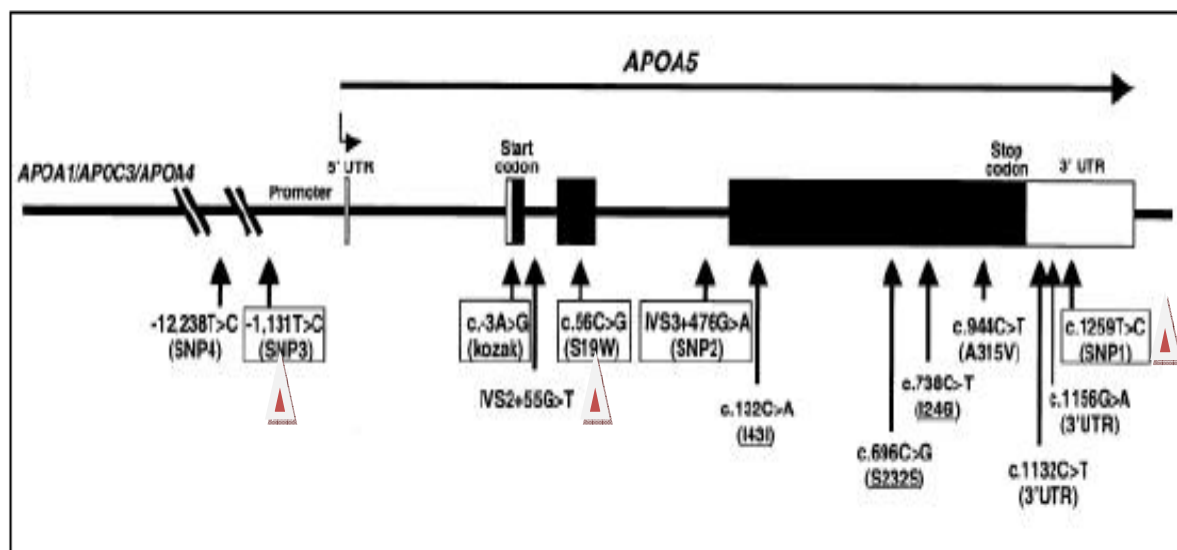 APOA5
Start
codon
Stop
codon
5' UTR
3' UTR
APOA1/APOC3/APOA4
Promoter
-12,238T>C
(SNP4)
-1,131T>C
(SNP3)
c.-3A>G
(kozak)
IVS2+55G>T
c.56C>G
(S19W)
IVS3+476G>A
(SNP2)
c.132C>A
(I43I)
c.696C>G
(S232S)
c.738C>T
c.944C>T
(A315V)
c.1132C>T
(3'UTR)
c.1156G>A
(3'UTR)
c.1259T>C
(SNP1)